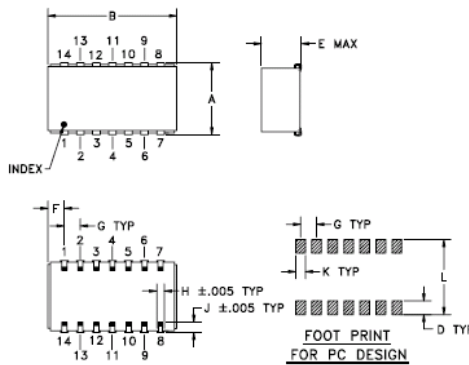 B
13 11 9
14 12 10 8
E MAX
A
INDEX
1 3 5 7
2 4 6
F
G TYP
2 4 6
1 3 5 7
H ±.005 TYP
J ±.005 TYP
14 12 10 8
13 11 9
G TYP
K TYP
L
D TY
FOOT PRINT
FOR PC DESIGN